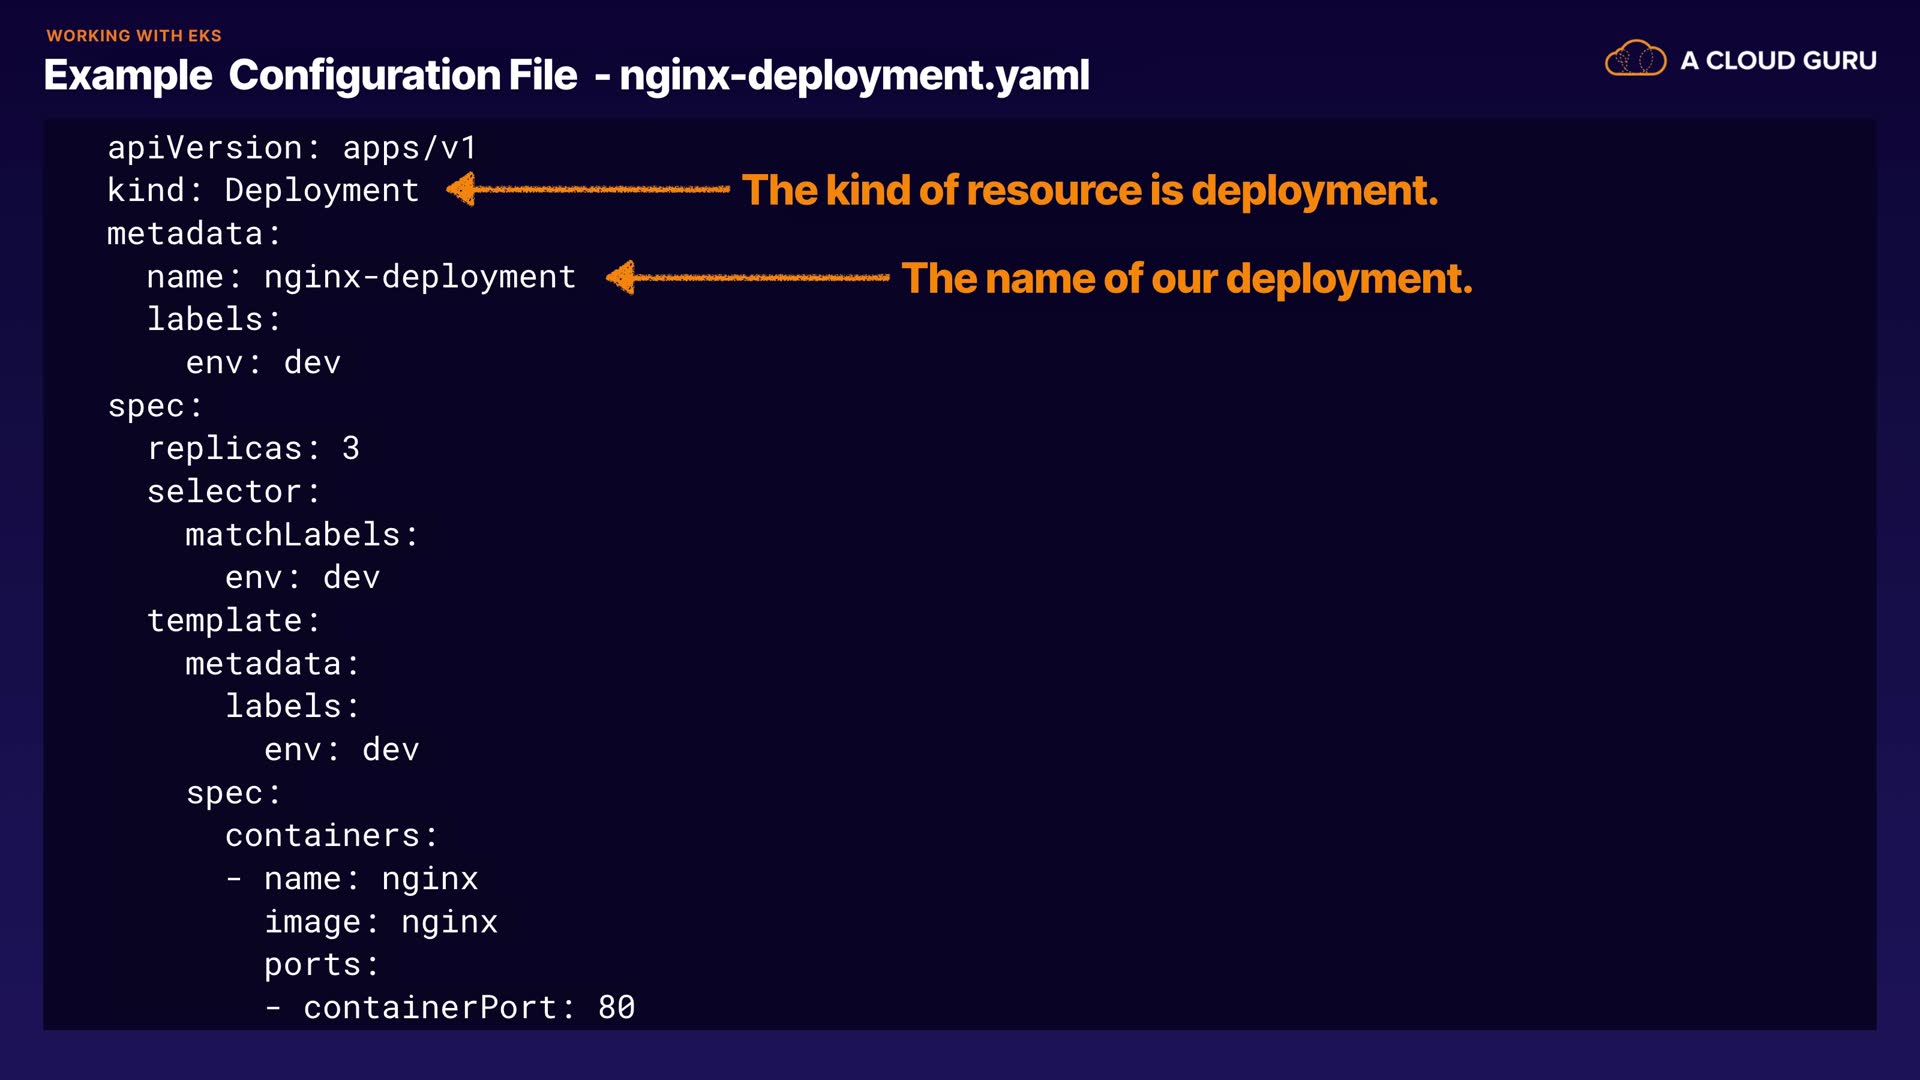 WORKING WITH EKS
Example Configuration File - nginx-deployment.yaml
A CLOUD GURU
apiVersion: apps/v1
kind: Deployment
The kind of resource is deployment.
metadata:
name: nginx-deployment
The name of our deployment.
labels:
env: dev
spec:
replicas: 3
selector:
matchLabels:
env: dev
template:
metadata:
labels:
env: dev
spec:
containers:
- name: nginx
image: nginx
ports:
- containerPort: 80